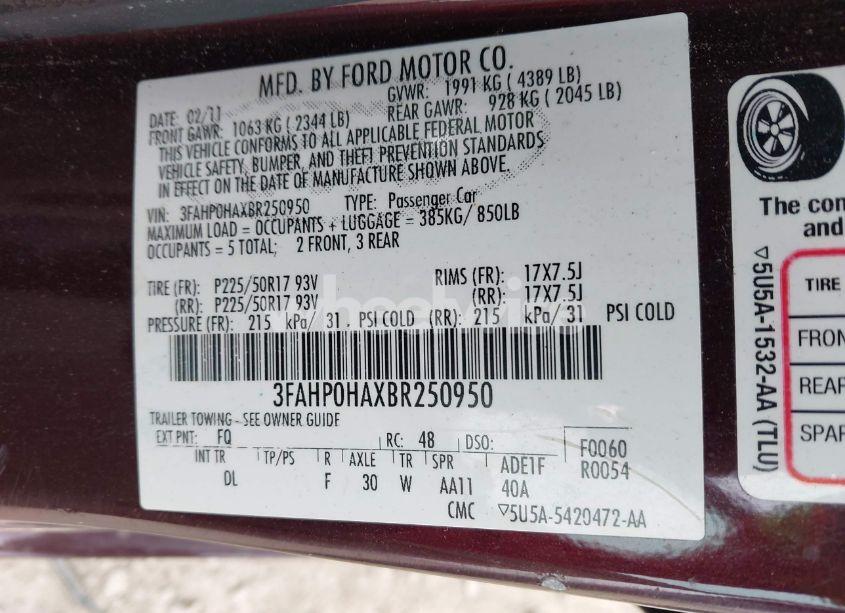 MFD. BY FORD MOTOR CO.
DATE: 02/11 GVWR: 1991 KG ( 4389 LB)
FRONT GAWR: 1063 KG ( 2344 LB) REAR GAWR: 928 KG ( 2045 LB)
THIS VEHICLE CONFORMS TO ALL APPLICABLE FEDERAL MOTOR
VEHICLE SAFETY, BUMPER, AND THEFT PREVENTION STANDARDS
IN EFFECT ON THE DATE OF MANUFACTURE SHOWN ABOVE.
VIN: 3FAHP0HAXBR250950 TYPE: Passenger Car
MAXIMUM LOAD = OCCUPANTS + LUGGAGE = 385KG/ 850LB
OCCUPANTS = 5 TOTAL; 2 FRONT, 3 REAR
TIRE (FR): P225/50R17 93V RIMS (FR): 17X7.5J
(RR): P225/50R17 93V (RR): 17X7.5J
PRESSURE (FR): 215 kPa/ 31 . PSI COLD (RR): 215 kPa/ 31 PSI COLD
3FAHP0HAXBR250950
TRAILER TOWING - SEE OWNER GUIDE
EXT PNT: FQ RC: 48 DSO: F0060
R0054
INT TR TP/PS R AXLE TR SPR ADE1F
DL F 30 W AA11 40A
CMC ▽5U5A-5420472-AA
▽5U5A-1532-AA (TLU)
The
and
TIRE
REAR